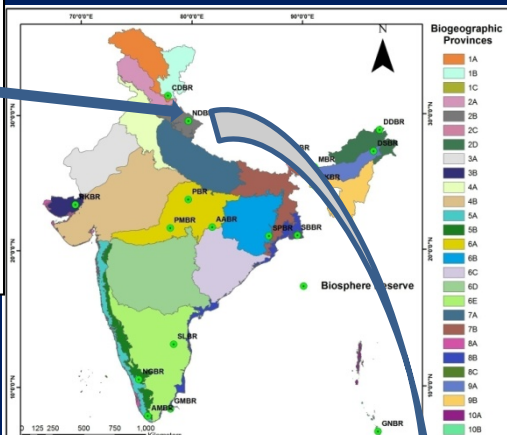 70°0'0"E
80°0'0"E
90°0'0"E
N
Biogeographic
Provinces
1A
1B
1C
2A
2B
2C
2D
3A
3B
4A
4B
5A
5B
6A
6B
6C
6D
6E
7A
7B
8A
8B
8C
9A
9B
10A
10B
CDBR
NDBR
DDBR
DSBR
MBR
PBR
PMBR
AABR
SPBR
SBBR
Biosphere Reserve
SLBR
NGBR
AMBR
GMBR
GNBR
0 125 250 500 750 1,000